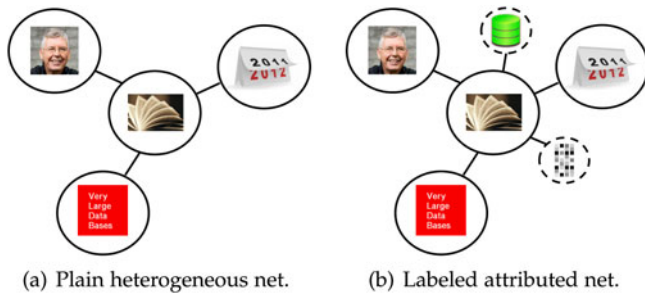 2011
2012
2011
2012
Very
Large
Data
Bases
Very
Large
Data
Bases
(a) Plain heterogeneous net.
(b) Labeled attributed net.